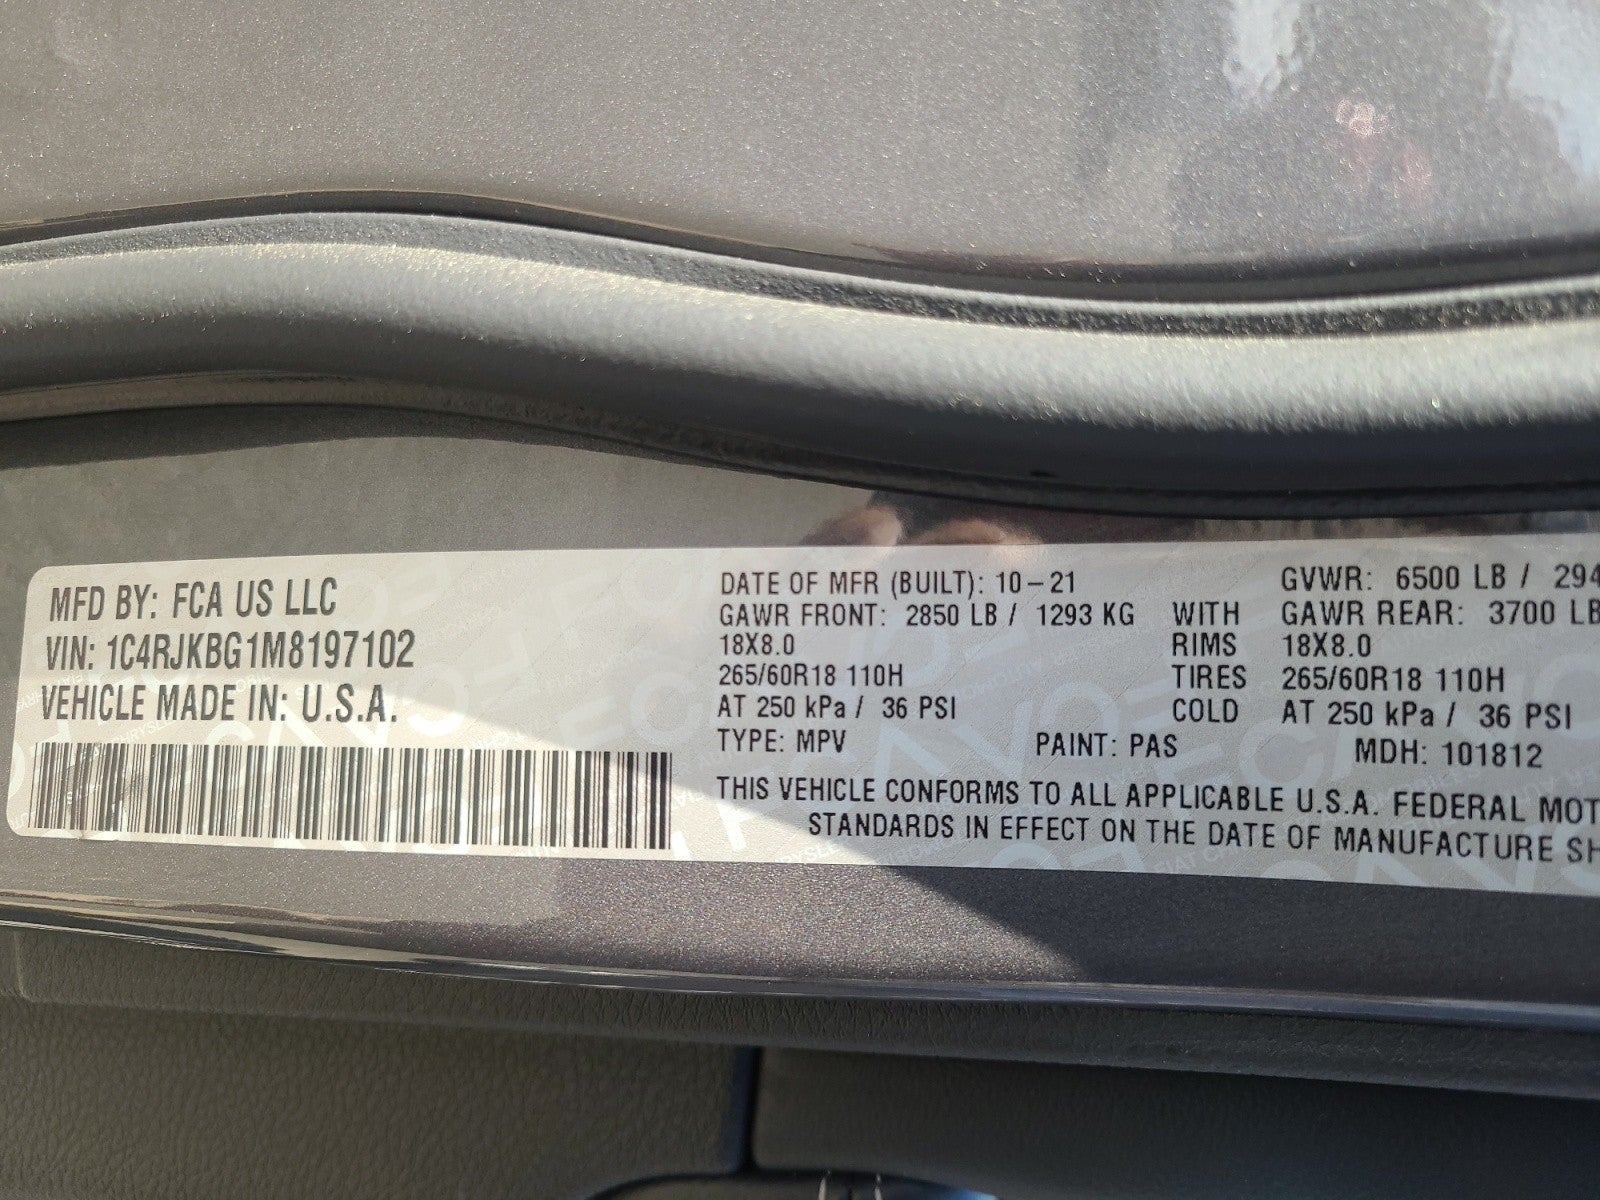 MFD BY: FCA US LLC
VIN: 1C4RJKBG1M8197102
VEHICLE MADE IN: U.S.A.
DATE OF MFR (BUILT): 10-21 GVWR: 6500 LB / 294
GAWR FRONT: 2850 LB / 1293 KG WITH GAWR REAR: 3700 LB
18X8.0 RIMS 18X8.0
265/60R18 110H TIRES 265/60R18 110H
AT 250 kPa / 36 PSI COLD AT 250 kPa / 36 PSI
TYPE: MPV PAINT: PAS MDH: 101812
THIS VEHICLE CONFORMS TO ALL APPLICABLE U.S.A. FEDERAL MOT
STANDARDS IN EFFECT ON THE DATE OF MANUFACTURE SH